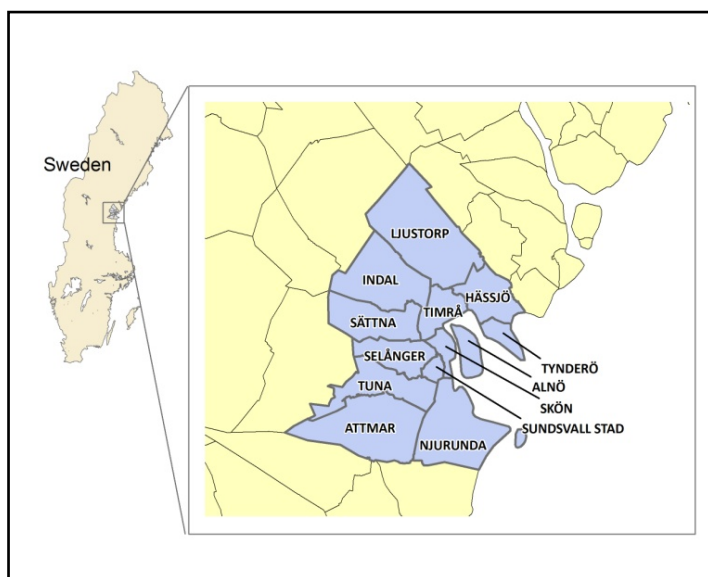 Sweden
LJUSTORP
INDAL
HÄSSJÖ
TIMRÅ
SÄTTNA
SELÅNGER
TYNDERÖ
TUNA
ALNÖ
SKÖN
SUNDSVALL STAD
ATTMAR
NJURUNDA